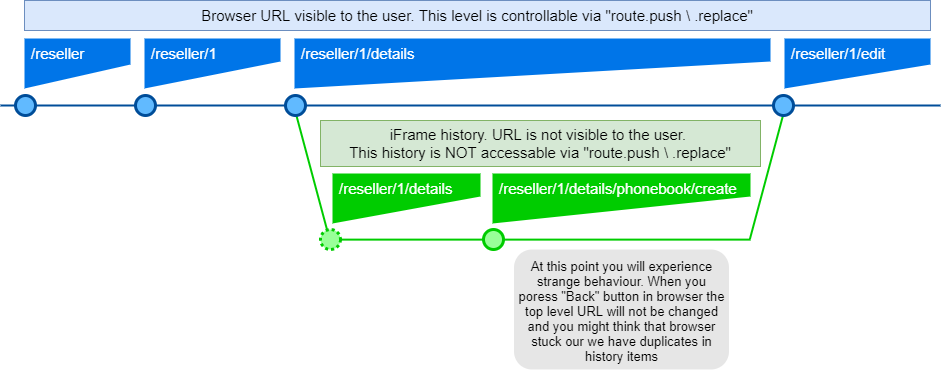 Browser URL visible to the user. This level is controllable via "route.push \ .replace"
/reseller
/reseller/1
/reseller/1/details
/reseller/1/edit
iFrame history. URL is not visible to the user.
This history is NOT accessable via "route.push \ .replace"
/reseller/1/details
/reseller/1/details/phonebook/create
At this point you will experience
strange behaviour. When you
poress "Back" button in browser the
top level URL will not be changed
and you might think that browser
stuck our we have duplicates in
history items